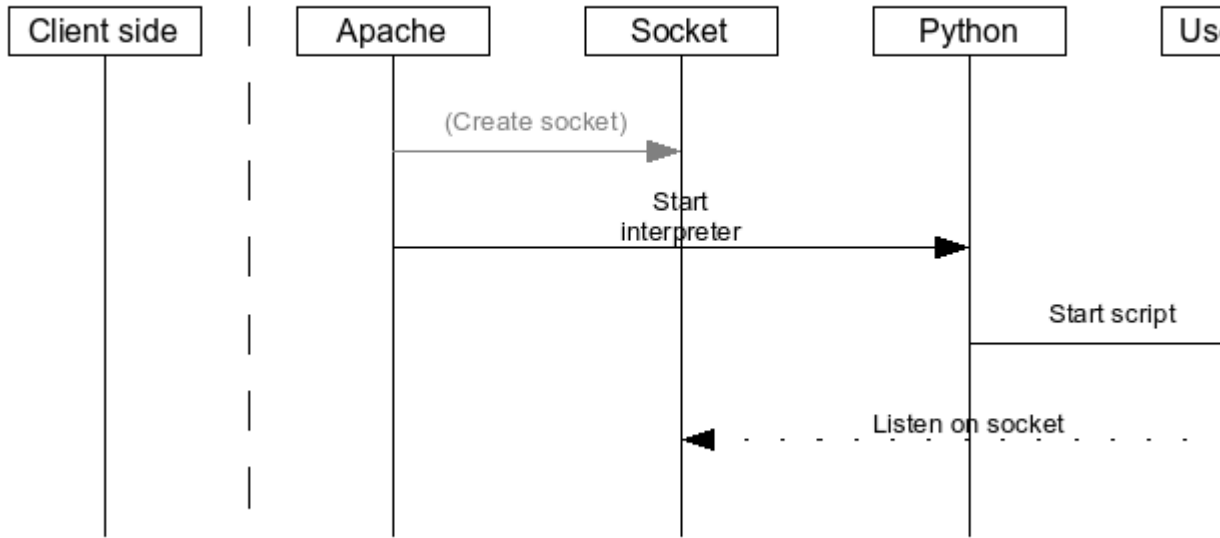 Client side
Apache
Socket
Python
(Create socket)
Start
interpreter
Start script
Listen on socket